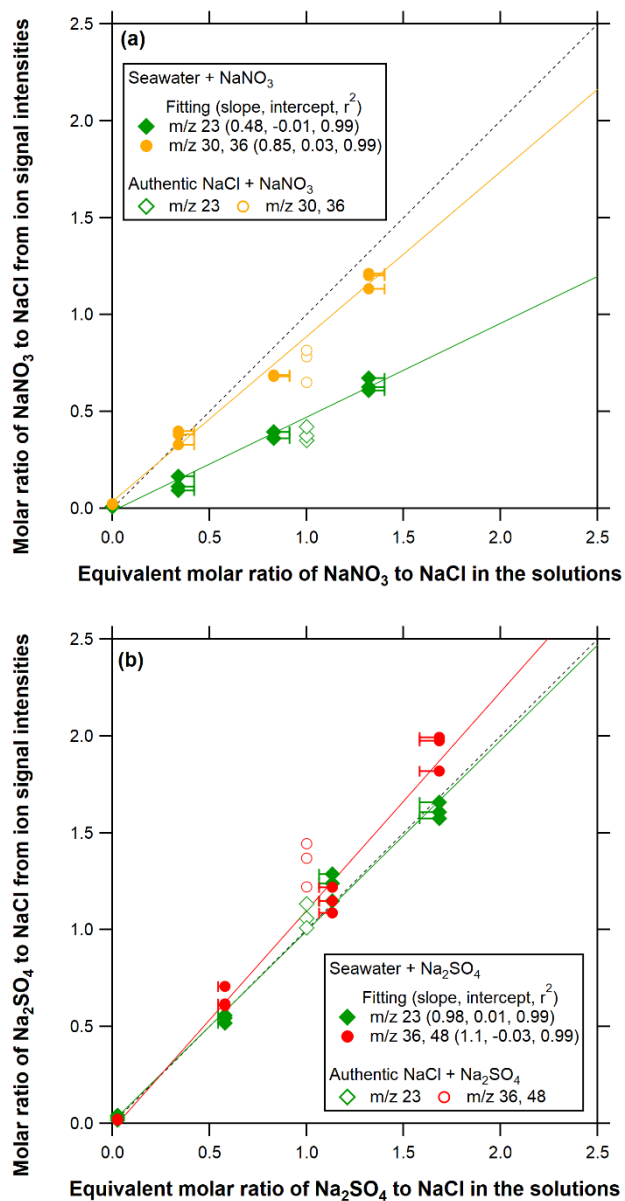 2.5
(a)
Seawater + NaNO3
Fitting (slope, intercept, r2)
m/z 23 (0.48, -0.01, 0.99)
m/z 30, 36 (0.85, 0.03, 0.99)
Authentic NaCl + NaNO3
m/z 23 m/z 30, 36
2.0
1.5
1.0
0.5
0.0
Molar ratio of NaNO3 to NaCl from ion signal intensities
0.0 0.5 1.0 1.5 2.0 2.5
Equivalent molar ratio of NaNO3 to NaCl in the solutions
2.5
(b)
2.0
1.5
1.0
0.5
0.0
Molar ratio of Na2SO4 to NaCl from ion signal intensities
Seawater + Na2SO4
Fitting (slope, intercept, r2)
m/z 23 (0.98, 0.01, 0.99)
m/z 36, 48 (1.1, -0.03, 0.99)
Authentic NaCl + Na2SO4
m/z 23 m/z 36, 48
0.0 0.5 1.0 1.5 2.0 2.5
Equivalent molar ratio of Na2SO4 to NaCl in the solutions